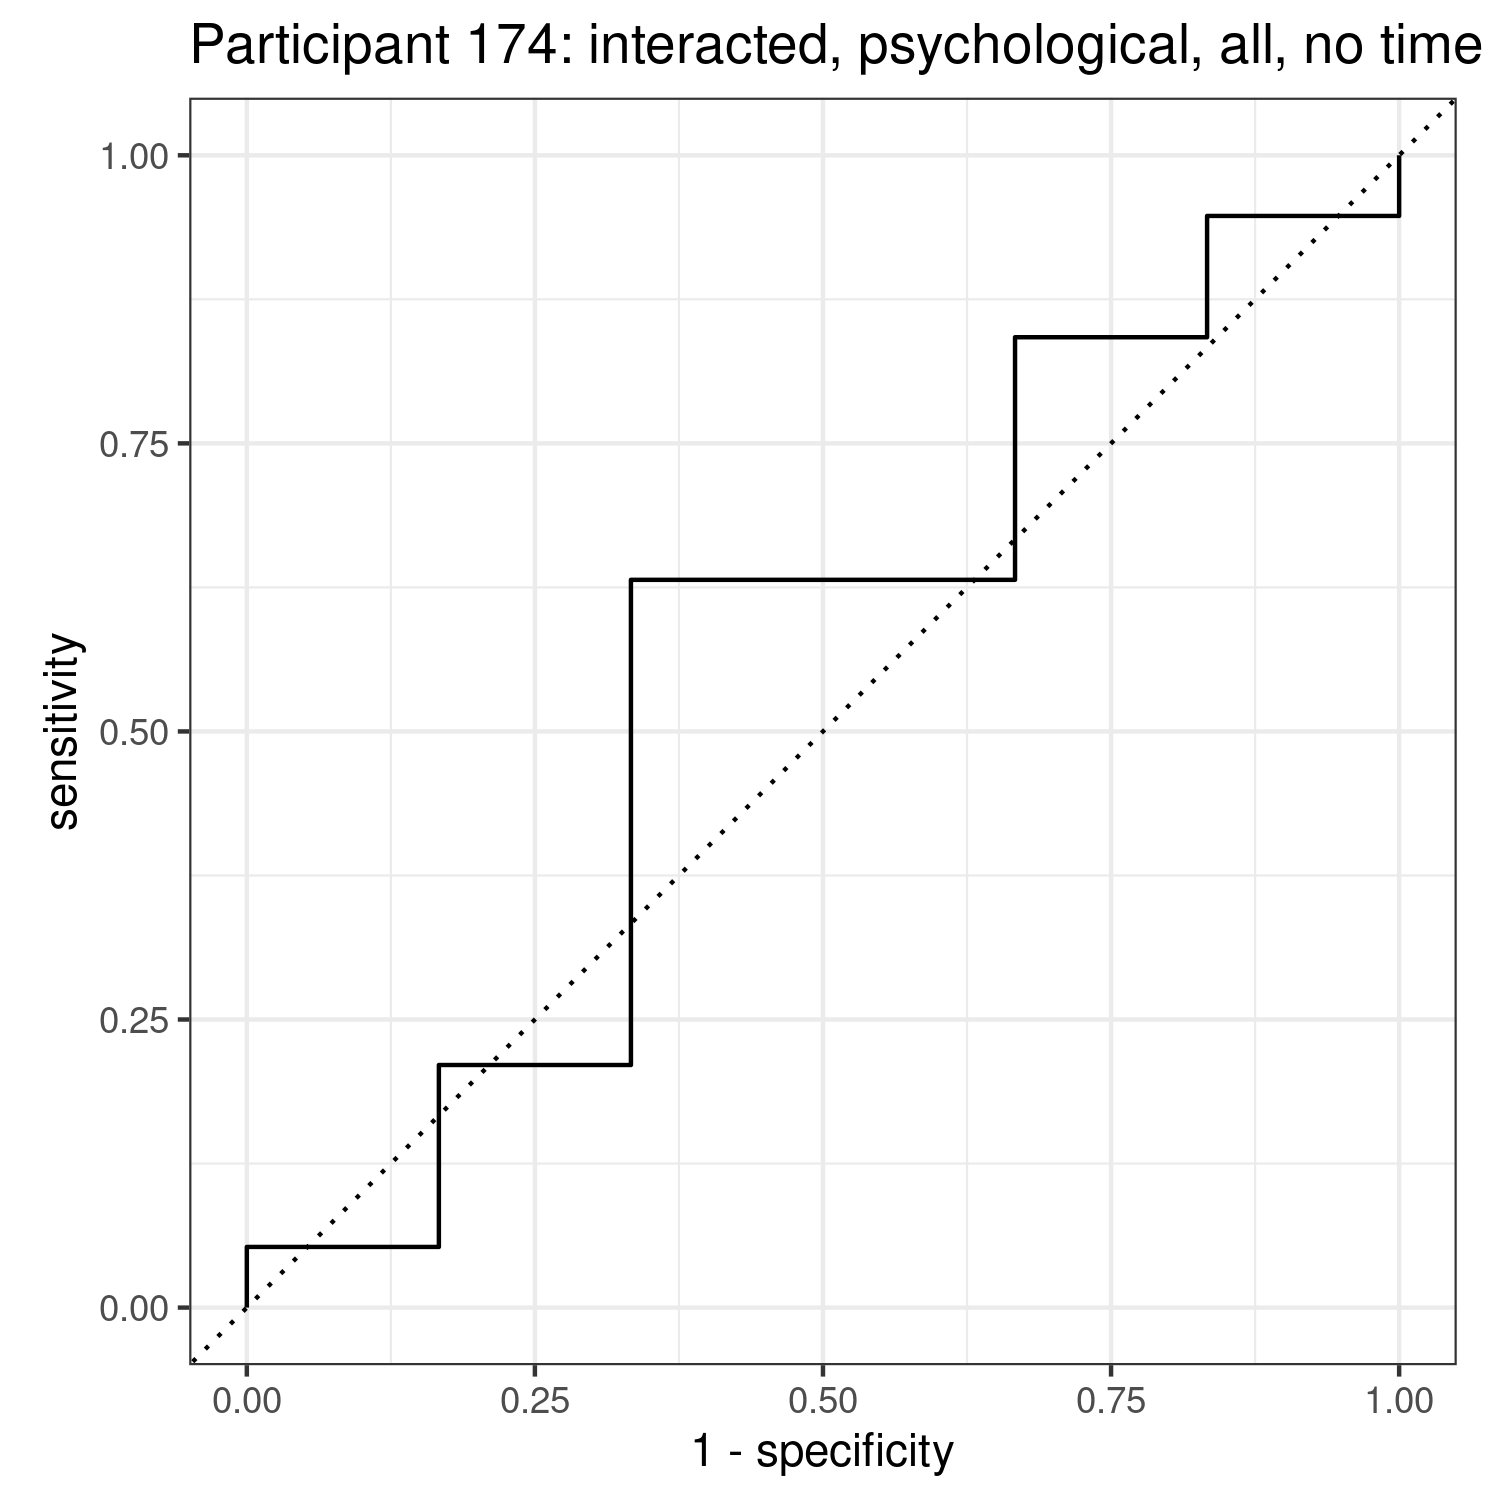 Participant 174: interacted, psychological, all, no time
1.00
0.75
0.50
0.25
0.00
sensitivity
0.00 0.25 0.50 0.75 1.00
1 - specificity